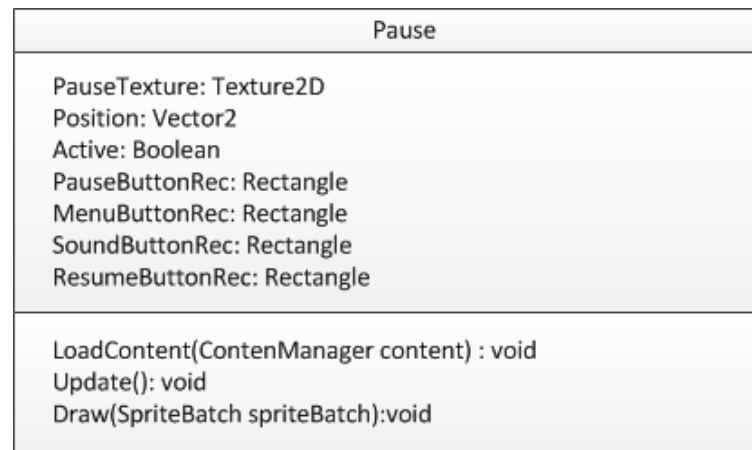 Pause
PauseTexture: Texture2D
Position: Vector2
Active: Boolean
PauseButtonRec: Rectangle
MenuButtonRec: Rectangle
SoundButtonRec: Rectangle
ResumeButtonRec: Rectangle
LoadContent(ContenManager content) : void
Update(): void
Draw(SpriteBatch spriteBatch):void